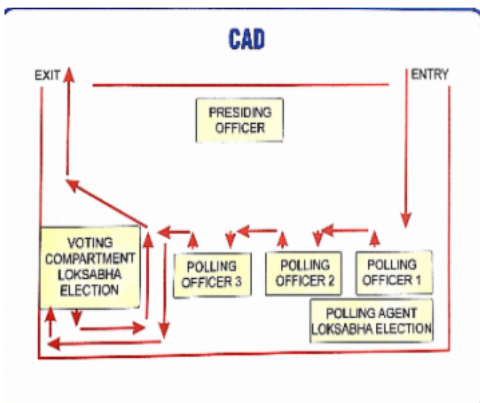 CAD
EXIT
ENTRY
PRESIDING
OFFICER
VOTING
COMPARTMENT
LOKSABHA
ELECTION
POLLING
OFFICER 3
POLLING
OFFICER 2
POLLING
OFFICER 1
POLLING AGENT
LOKSABHA ELECTION